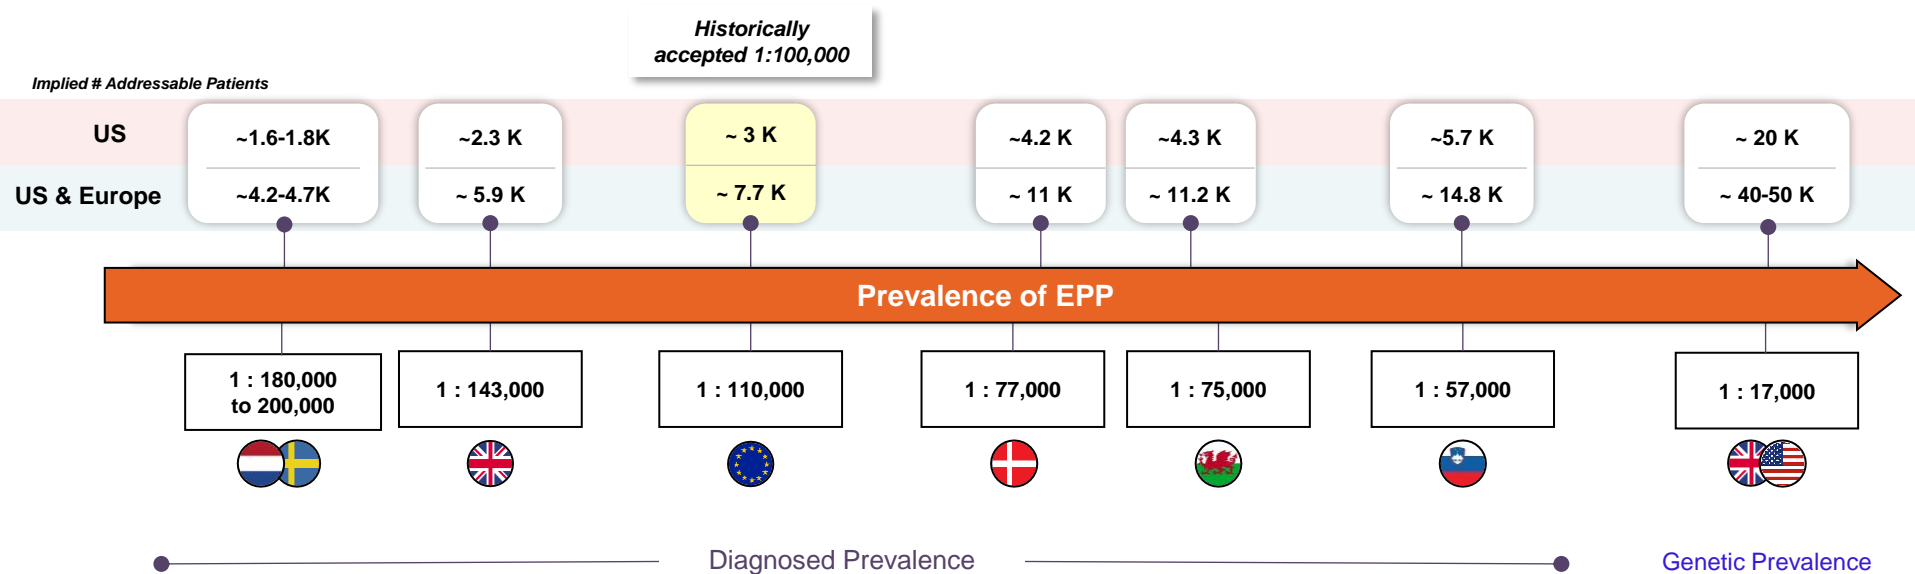 Historically
accepted 1:100,000
Implied # Addressable Patients
US
~1.6-1.8K
~2.3 K
~ 3 K
~4.2 K
~4.3 K
~5.7 K
~ 20 K
US & Europe
~4.2-4.7K
~ 5.9 K
~ 7.7 K
~ 11 K
~ 11.2 K
~ 14.8 K
~ 40-50 K
Prevalence of EPP
1 : 180,000
to 200,000
1 : 143,000
1 : 110,000
1 : 77,000
1 : 75,000
1 : 57,000
1 : 17,000
Diagnosed Prevalence
Genetic Prevalence